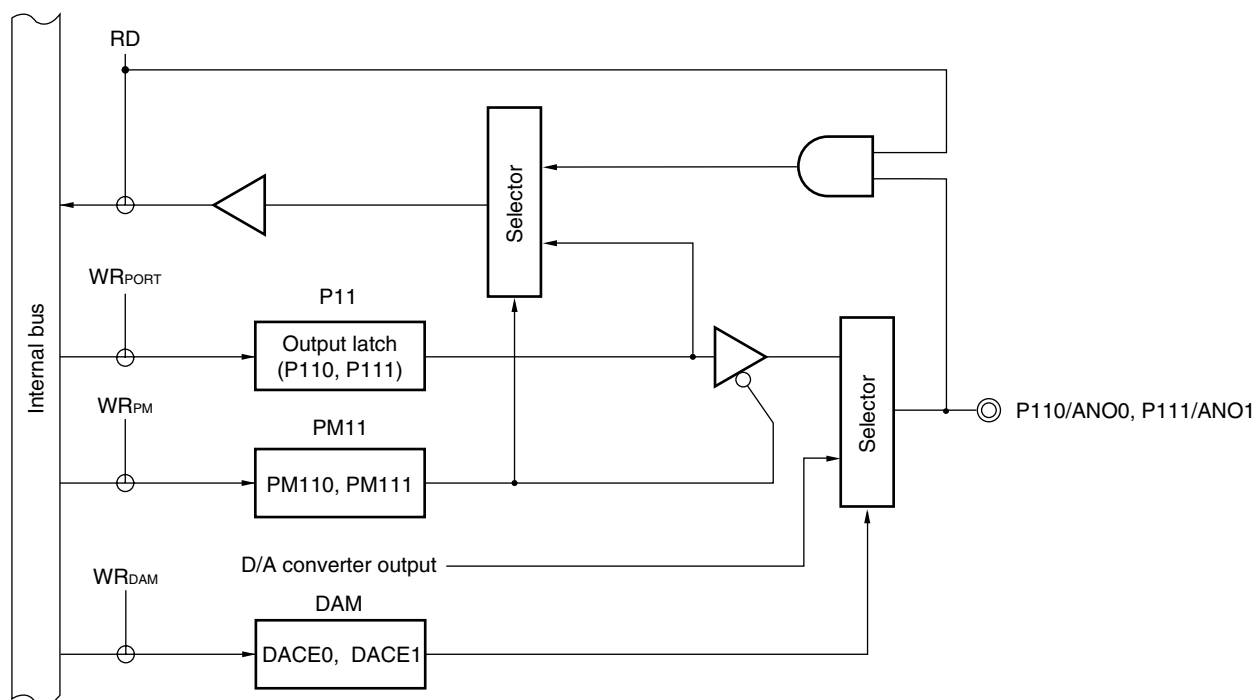 RD
Selector
Internal bus
WRPORT
P11
Output latch
(P110, P111)
WRPM
PM11
PM110, PM111
Selector
P110/ANO0, P111/ANO1
D/A converter output
WRDAM
DAM
DACE0, DACE1